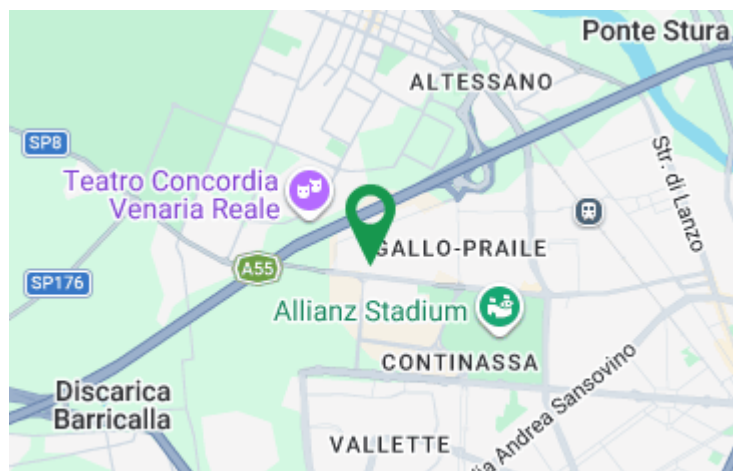 Ponte Stura
ALTESSANO
SP8
Str. di Lanzo
Teatro Concordia
Venaria Reale
GALLO-PRAILE
A55
SP176
Allianz Stadium
CONTINASSA
Andrea Sansovino
Discarica
Barricalla
VALLETTE